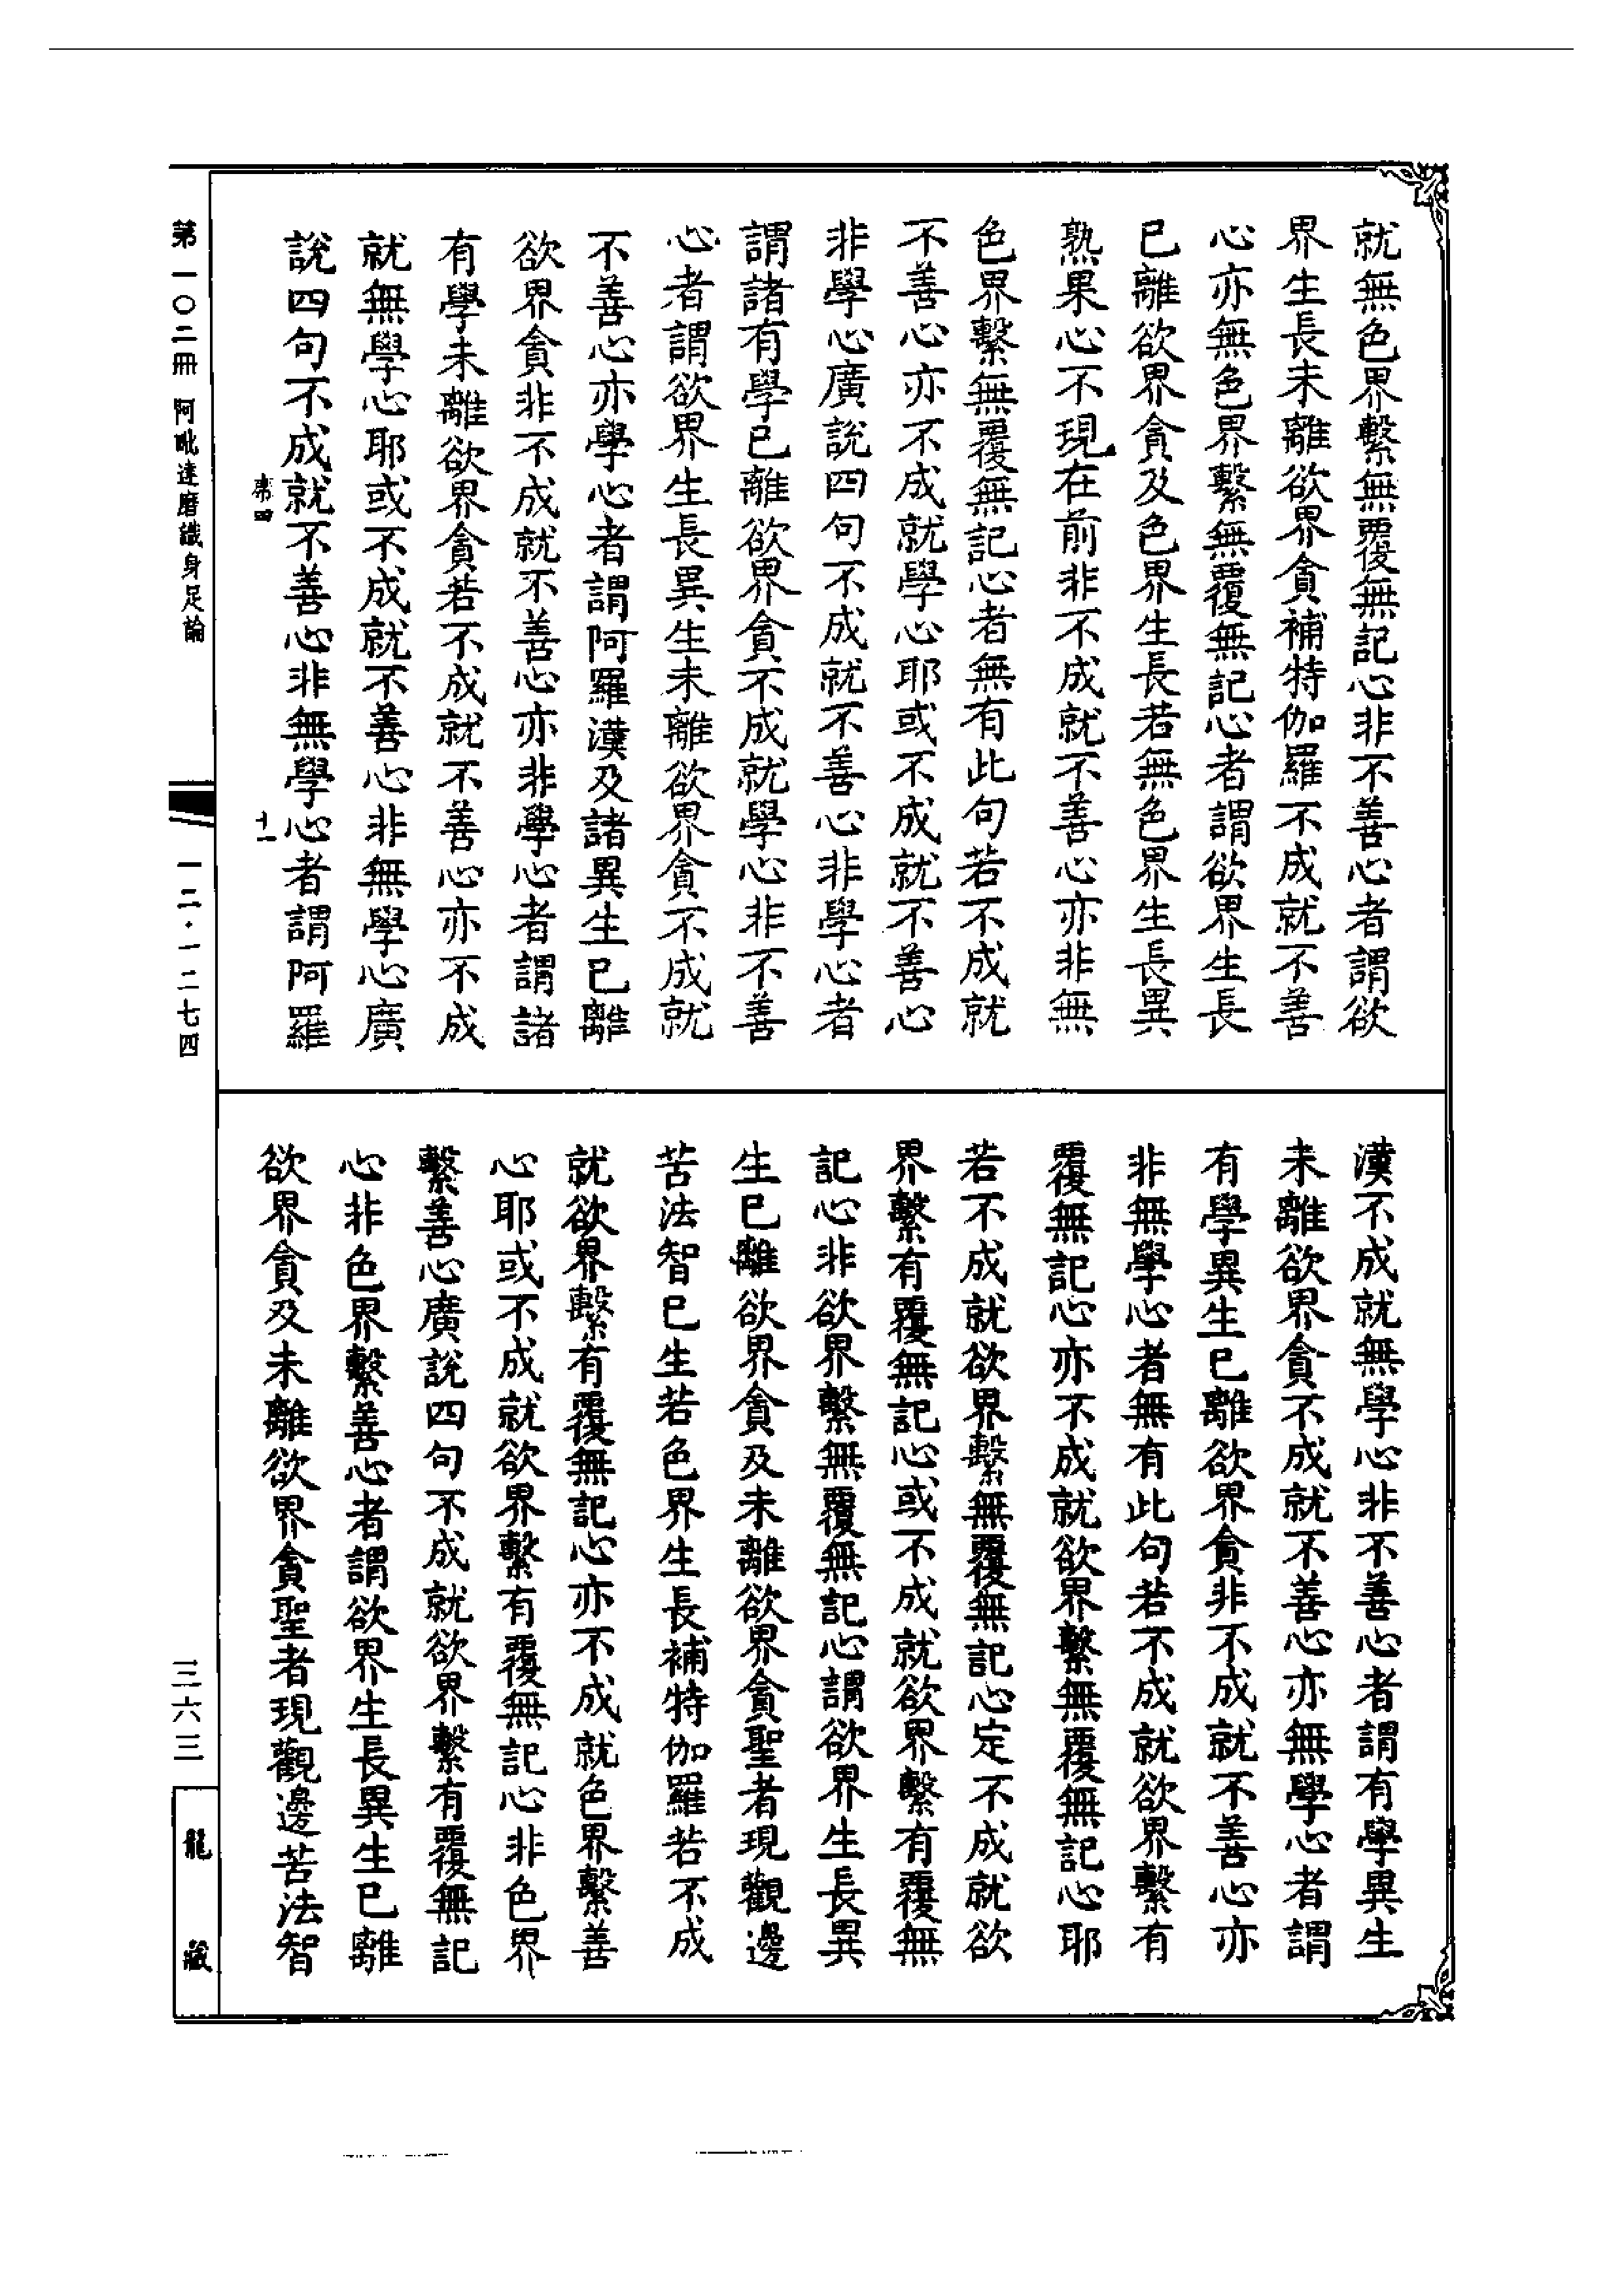 就無色界繫無覆無記心非不善心者謂欲
界生長未離欲界貪補特伽羅不成就不善
心亦無色界繫無覆無記心者謂欲界生長
已離欲界貪及色界生長若無色界生長異
熟果心不現在前非不成就不善心亦非無
色界繫無覆無記心者無有此句若不成就
不善心亦不成就學心耶或不成就不善心
非學心廣說四句不成就不善心非學心者
謂諸有學已離欲界貪不成就學心非不善
心者謂欲界生長異生未離欲界貪不成就
不善心亦學心者謂阿羅漢及諸異生已離
欲界貪非不成就不善心亦非學心者謂諸
有學未離欲界貪若不成就不善心亦不成
就無學心耶或不成就不善心非無學心廣
說四句不成就不善心非無學心者謂阿羅
席四
十一
漢不成就無學心非不善心者謂有學異生
未離欲界貪不成就不善心亦無學心者謂
有學異生已離欲界貪非不成就不善心亦
非無學心者無有此句若不成就欲界繫有
覆無記心亦不成就欲界繫無覆無記心耶
若不成就欲界繫無覆無記心定不成就欲
界繫有覆無記心或不成就欲界繫有覆無
記心非欲界繫無覆無記心謂欲界生長異
生已離欲界貪及未離欲界貪聖者現觀邊
苦法智已生若色界生長補特伽羅若不成
就欲界繫有覆無記心亦不成就色界繫善
心耶或不成就欲界繫有覆無記心非色界
繫善心廣說四句不成就欲界繫有覆無記
心非色界繫善心者謂欲界生長異生已離
欲界貪及未離欲界貪聖者現觀邊苦法智
第一〇二冊 阿毗達磨識身足論
一二·一二七四
三六三
龍藏